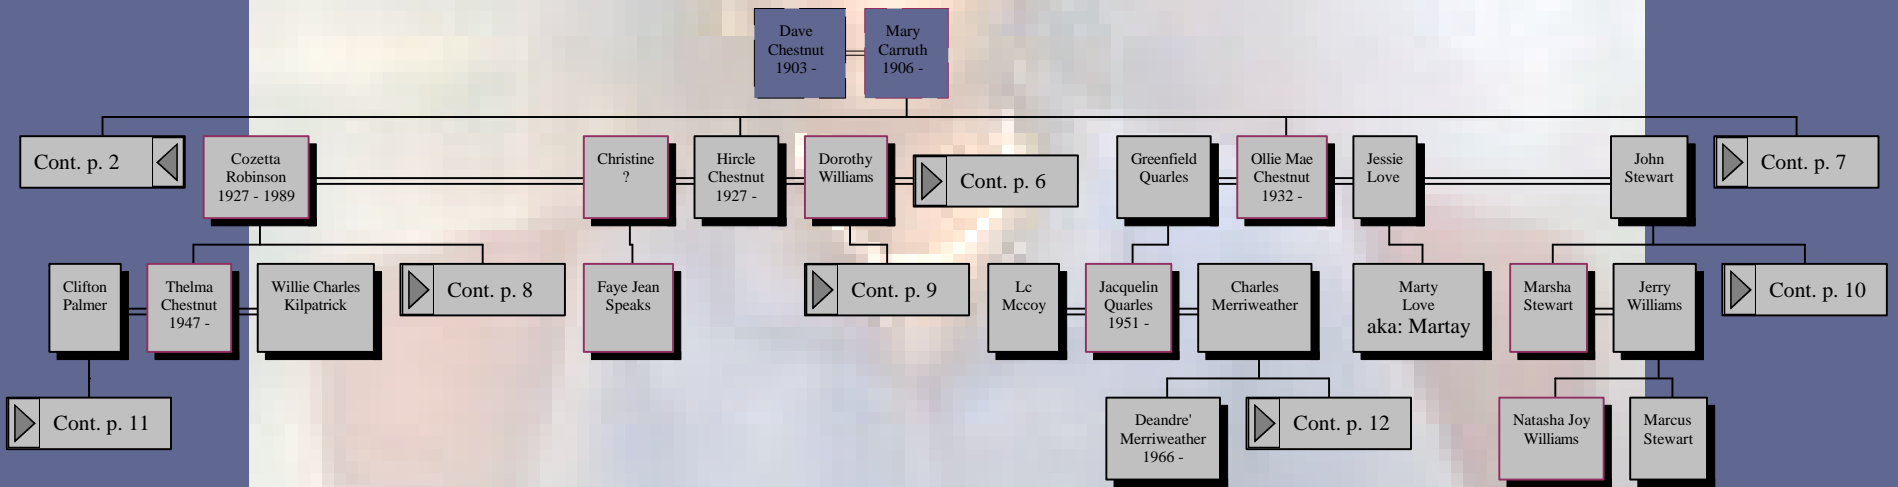 Dave
Chestnut
1903 -
Mary
Carruth
1906 -
Cont. p. 2
Cozetta
Robinson
1927 - 1989
Christine
?
Hircle
Chestnut
1927 -
Dorothy
Williams
Cont. p. 6
Greenfield
Quarles
Ollie Mae
Chestnut
1932 -
Jessie
Love
John
Stewart
Cont. p. 7
Clifton
Palmer
Thelma
Chestnut
1947 -
Willie Charles
Kilpatrick
Cont. p. 8
Faye Jean
Speaks
Cont. p. 9
Lc
Mccoy
Jacquelin
Quarles
1951 -
Charles
Merriweather
Marty
Love
aka: Martay
Marsha
Stewart
Jerry
Williams
Cont. p. 10
Cont. p. 11
Deandre'
Merriweather
1966 -
Cont. p. 12
Natasha Joy
Williams
Marcus
Stewart